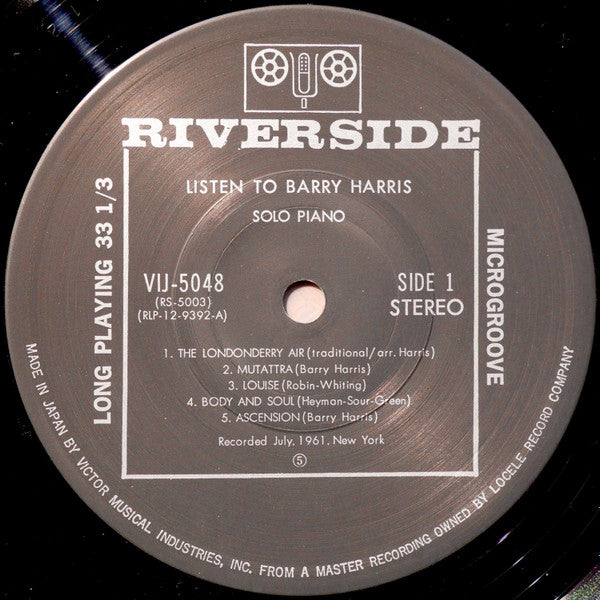 RIVERSIDE
LISTEN TO BARRY HARRIS
SOLO PIANO
LONG PLAYING 33 1/3
VIJ-5048
(RS-5003)
(RLP-12-9392-A)
SIDE 1
STEREO
MICROGROOVE
1. THE LONDONDERRY AIR (traditional/arr. Harris)
2. MUTATTRA (Barry Harris)
3. LOUISE (Robin-Whiting)
4. BODY AND SOUL (Heyman-Sour-Green)
5. ASCENSION (Barry Harris)
Recorded July, 1961, New York
⑤
MADE IN JAPAN BY VICTOR MUSICAL INDUSTRIES, INC. FROM A MASTER RECORDING OWNED BY LOCELE RECORD COMPANY